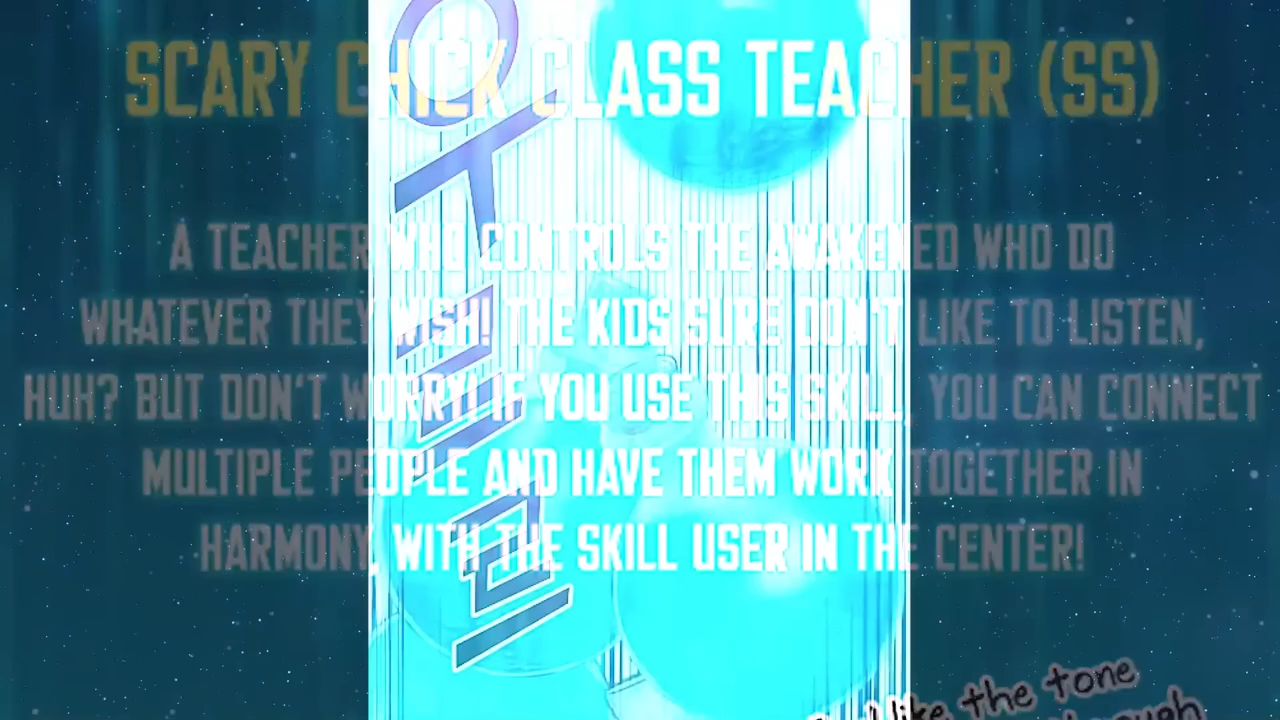 SCARY CHICK CLASS TEACHER (SS)
A TEACHER WHO CONTROLS THE AWAKENED WHO DO
WHATEVER THEY WISH! THE KIDS SURE DON'T LIKE TO LISTEN,
HUH? BUT DON'T WORRY! IF YOU USE THIS SKILL, YOU CAN CONNECT
MULTIPLE PEOPLE AND HAVE THEM WORK TOGETHER IN
HARMONY, WITH THE SKILL USER IN THE CENTER!
like the tone